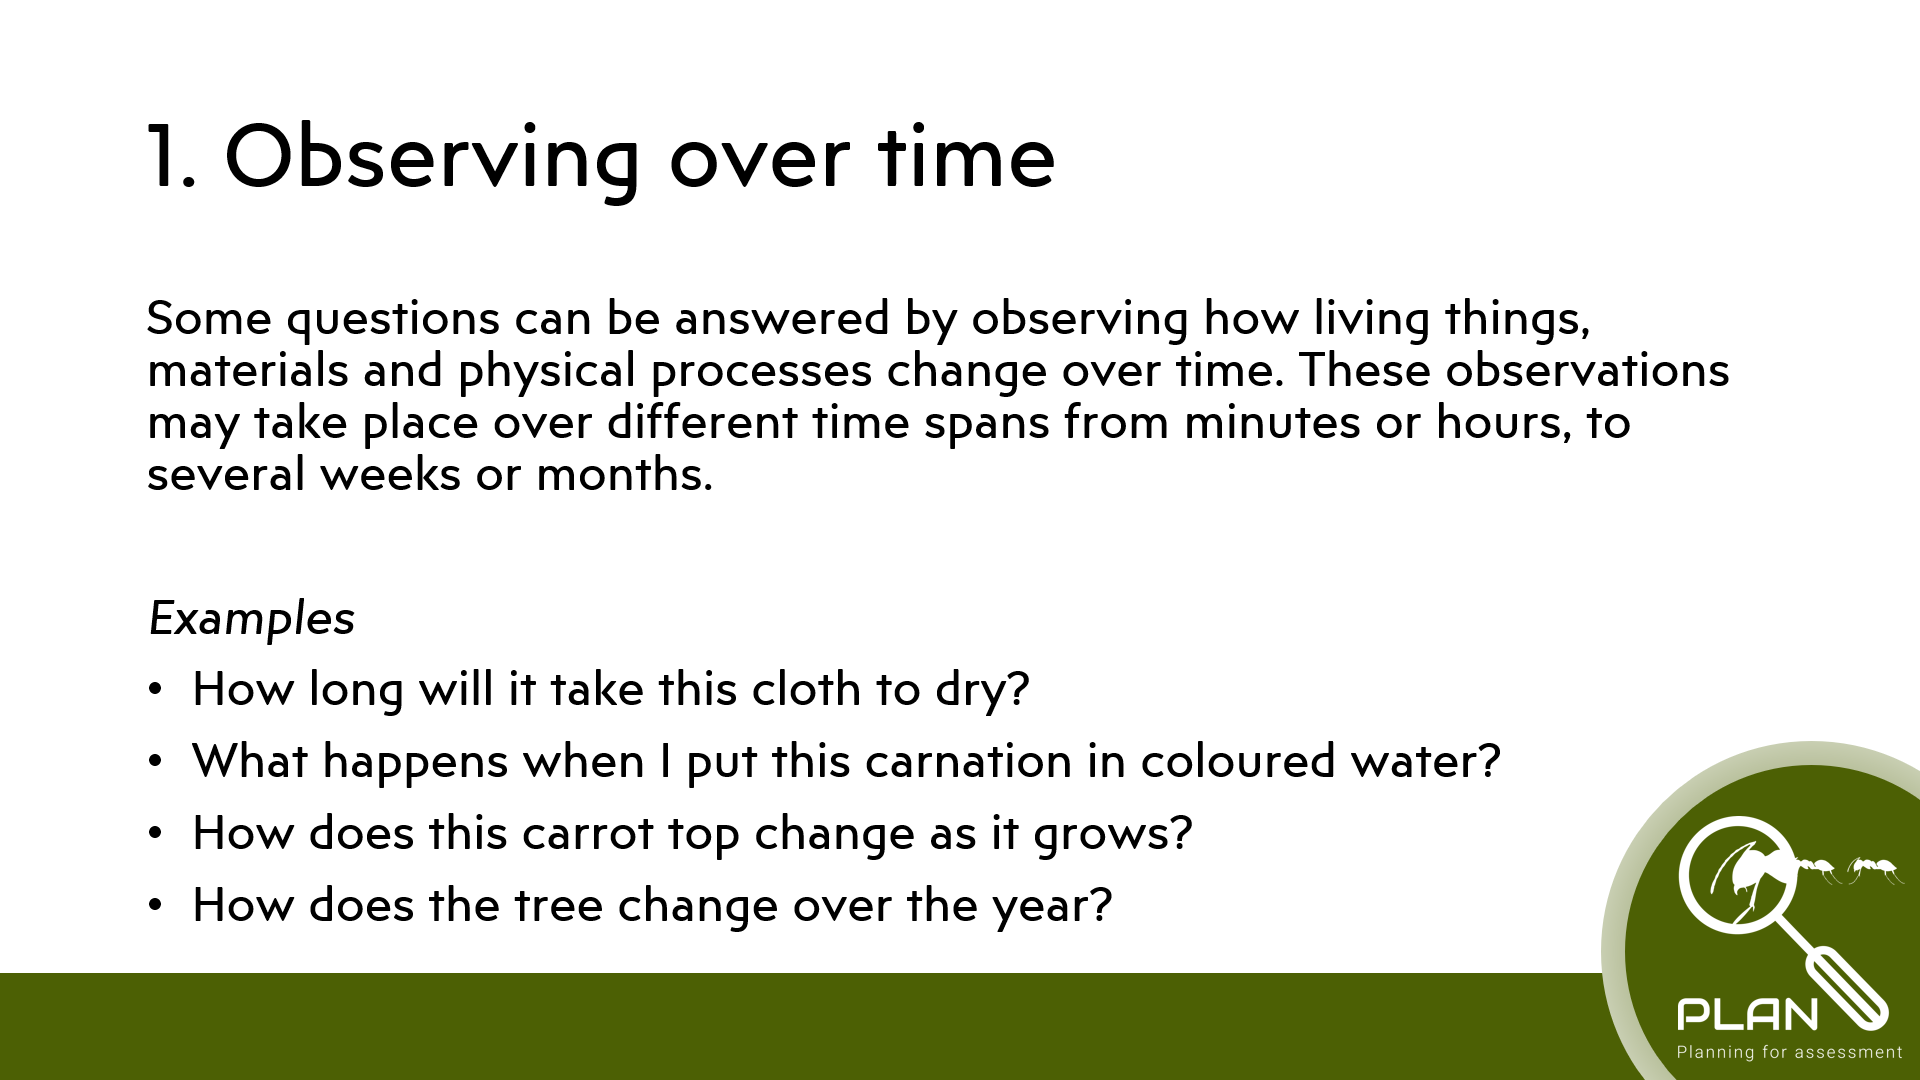 1. Observing over time
Some questions can be answered by observing how living things,
materials and physical processes change over time. These observations
may take place over different time spans from minutes or hours, to
several weeks or months.
Examples
• How long will it take this cloth to dry?
• What happens when I put this carnation in coloured water?
• How does this carrot top change as it grows?
• How does the tree change over the year?
PLAN
Planning for assessment